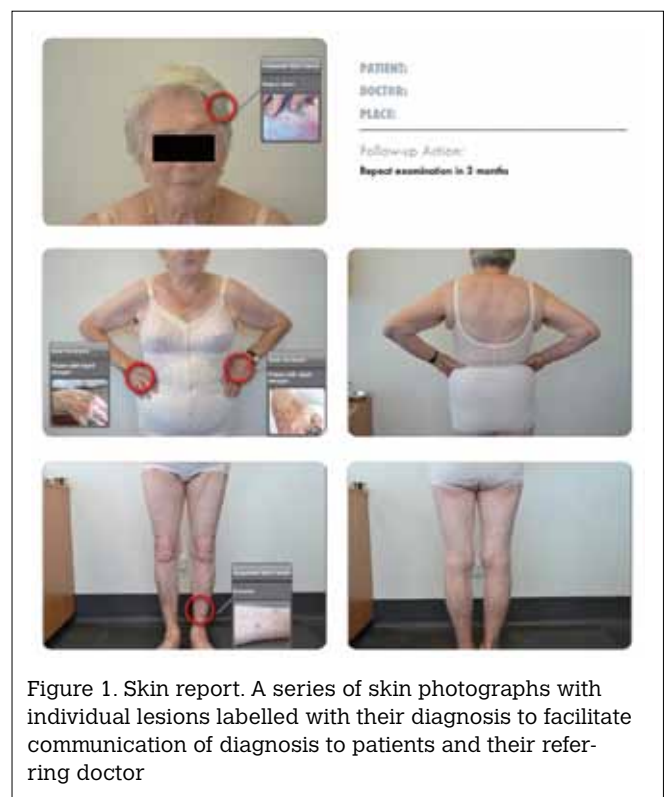 PATIENT:
DOCTOR:
PLACE:
Follow-up Action:
Repeat examination in 3 months
Figure 1. Skin report. A series of skin photographs with
individual lesions labelled with their diagnosis to facilitate
communication of diagnosis to patients and their refer-
ring doctor